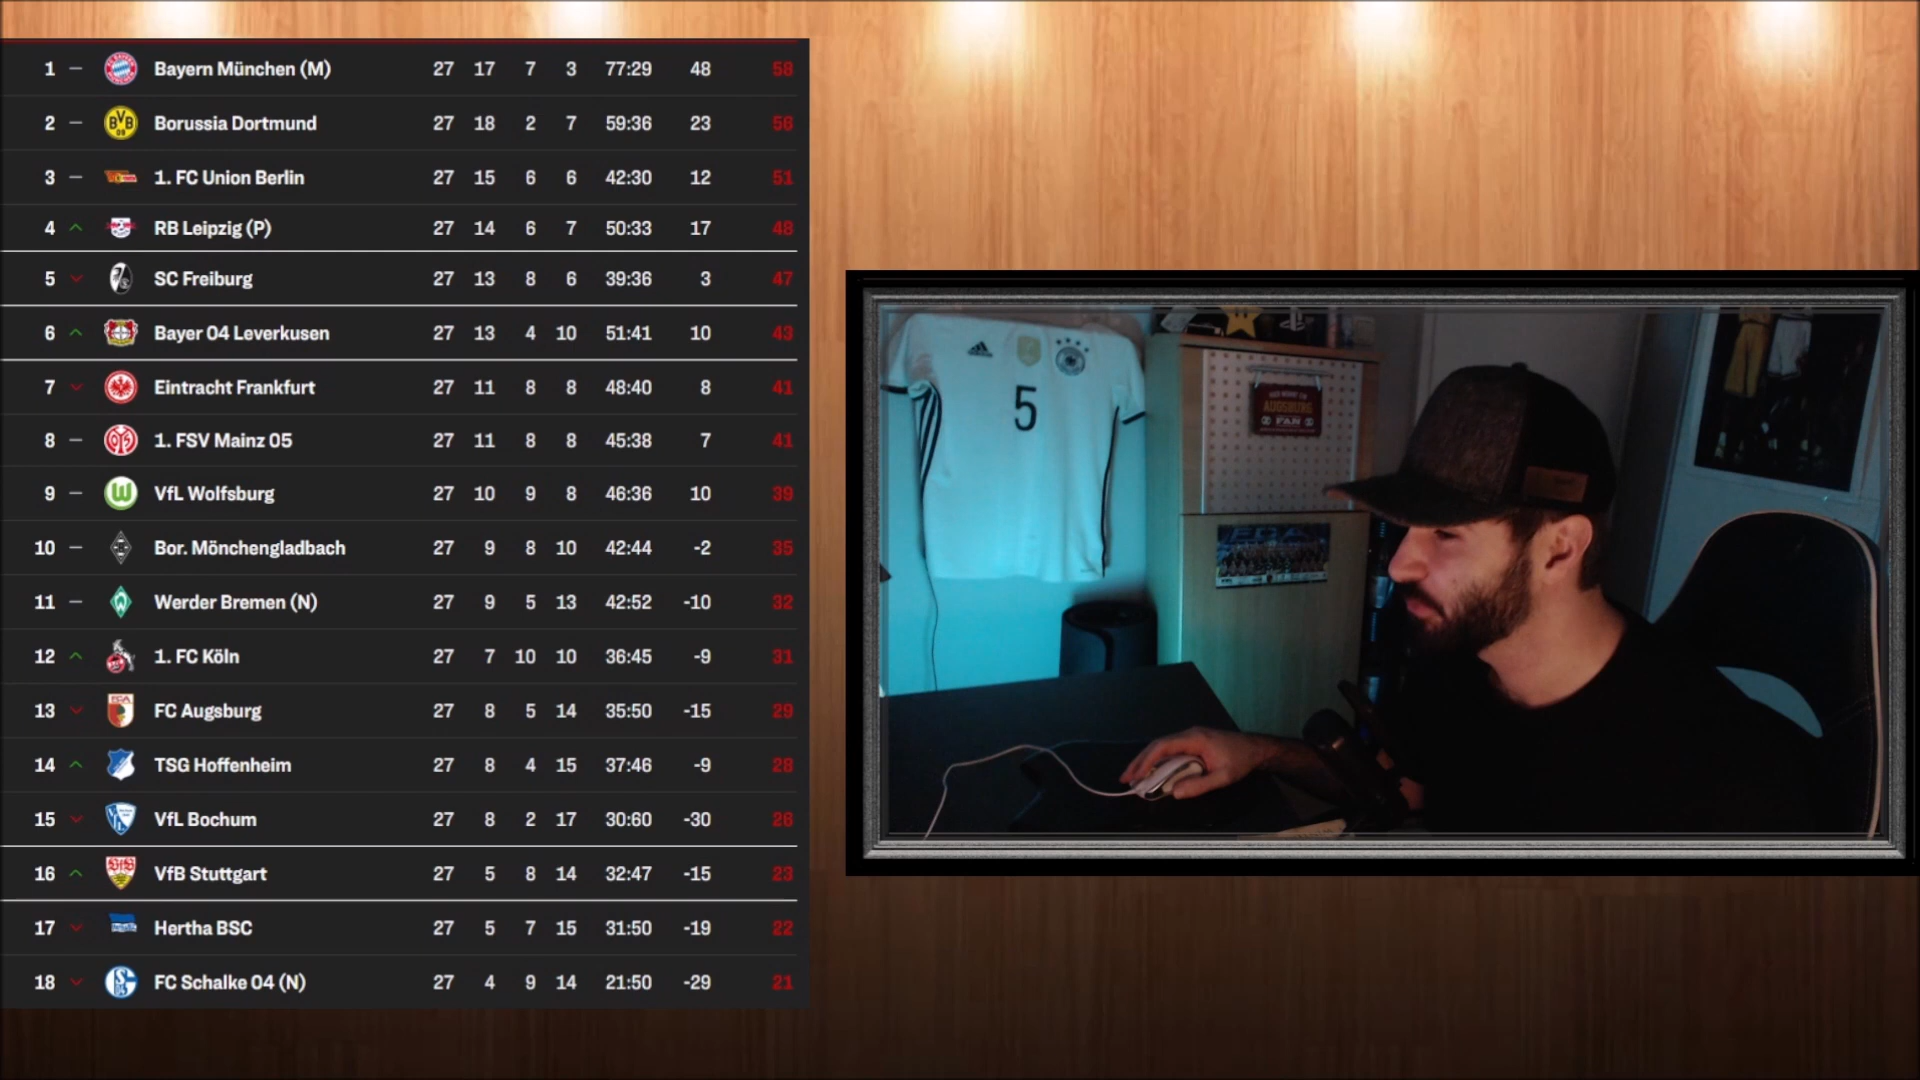 1 – Bayern München (M) 27 17 7 3 77:29 48 58
2 – Borussia Dortmund 27 18 2 7 59:36 23 56
3 – 1. FC Union Berlin 27 15 6 6 42:30 12 51
4 RB Leipzig (P) 27 14 6 7 50:33 17 48
5 SC Freiburg 27 13 8 6 39:36 3 47
6 Bayer 04 Leverkusen 27 13 4 10 51:41 10 43
7 Eintracht Frankfurt 27 11 8 8 48:40 8 41
8 – 1. FSV Mainz 05 27 11 8 8 45:38 7 41
9 – VfL Wolfsburg 27 10 9 8 46:36 10 39
10 – Bor. Mönchengladbach 27 9 8 10 42:44 -2 35
11 – Werder Bremen (N) 27 9 5 13 42:52 -10 32
12 1. FC Köln 27 7 10 10 36:45 -9 31
13 FC Augsburg 27 8 5 14 35:50 -15 29
14 TSG Hoffenheim 27 8 4 15 37:46 -9 28
15 VfL Bochum 27 8 2 17 30:60 -30 26
16 VfB Stuttgart 27 5 8 14 32:47 -15 23
17 Hertha BSC 27 5 7 15 31:50 -19 22
18 FC Schalke 04 (N) 27 4 9 14 21:50 -29 21
BVB
09
FCA
5
AUGSBURG
FAN